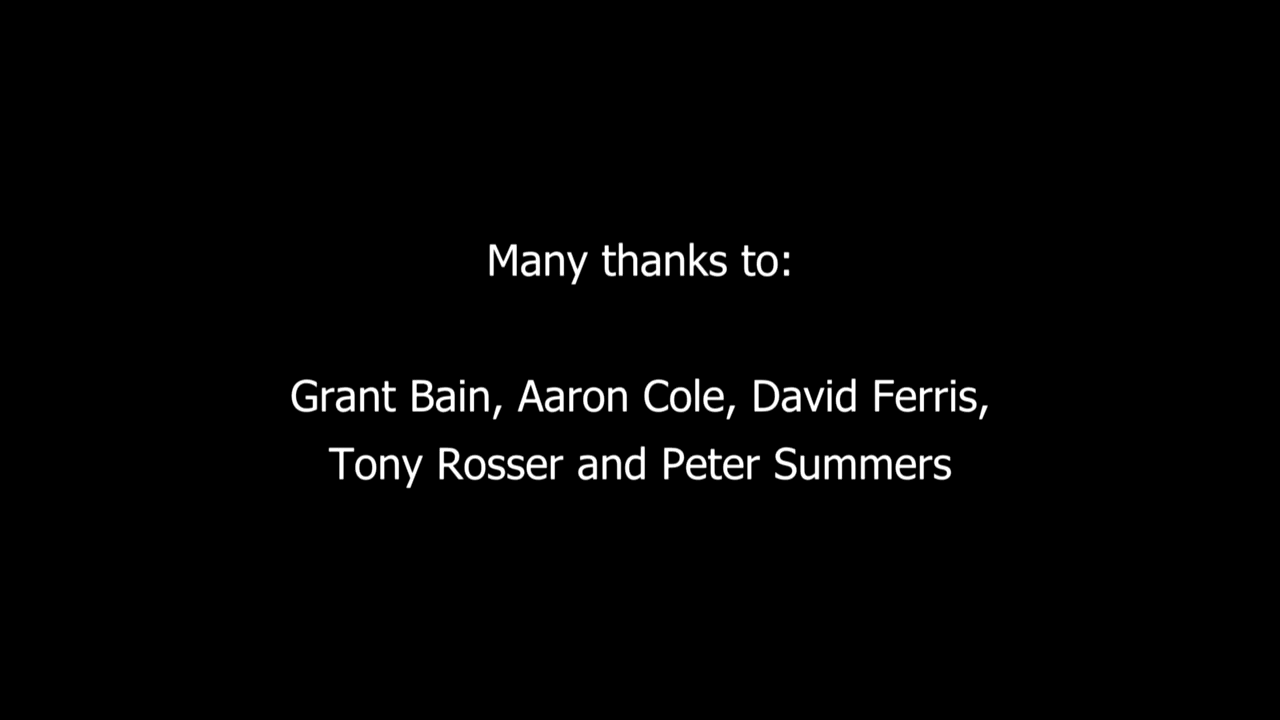 Many thanks to:
Grant Bain, Aaron Cole, David Ferris,
Tony Rosser and Peter Summers